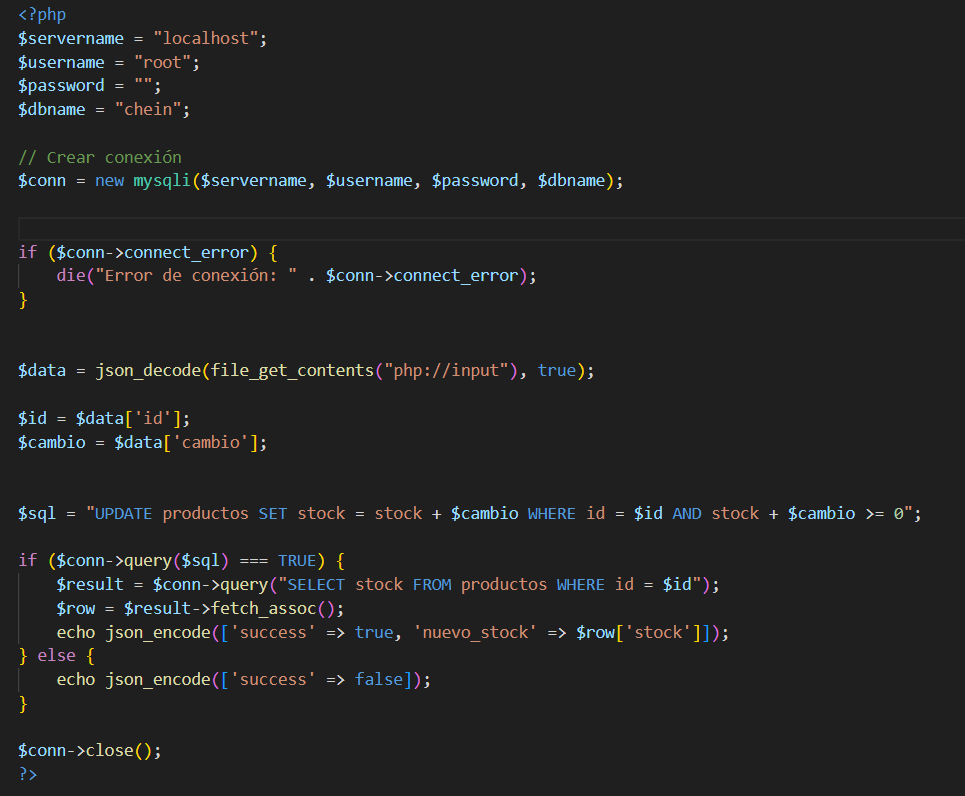 <?php
$servername = "localhost";
$username = "root";
$password = "";
$dbname = "chein";
// Crear conexión
$conn = new mysqli($servername, $username, $password, $dbname);
if ($conn->connect_error) {
    die("Error de conexión: " . $conn->connect_error);
}
$data = json_decode(file_get_contents("php://input"), true);
$id = $data['id'];
$cambio = $data['cambio'];
$sql = "UPDATE productos SET stock = stock + $cambio WHERE id = $id AND stock + $cambio >= 0";
if ($conn->query($sql) === TRUE) {
    $result = $conn->query("SELECT stock FROM productos WHERE id = $id");
    $row = $result->fetch_assoc();
    echo json_encode(['success' => true, 'nuevo_stock' => $row['stock']]);
} else {
    echo json_encode(['success' => false]);
}
$conn->close();
?>